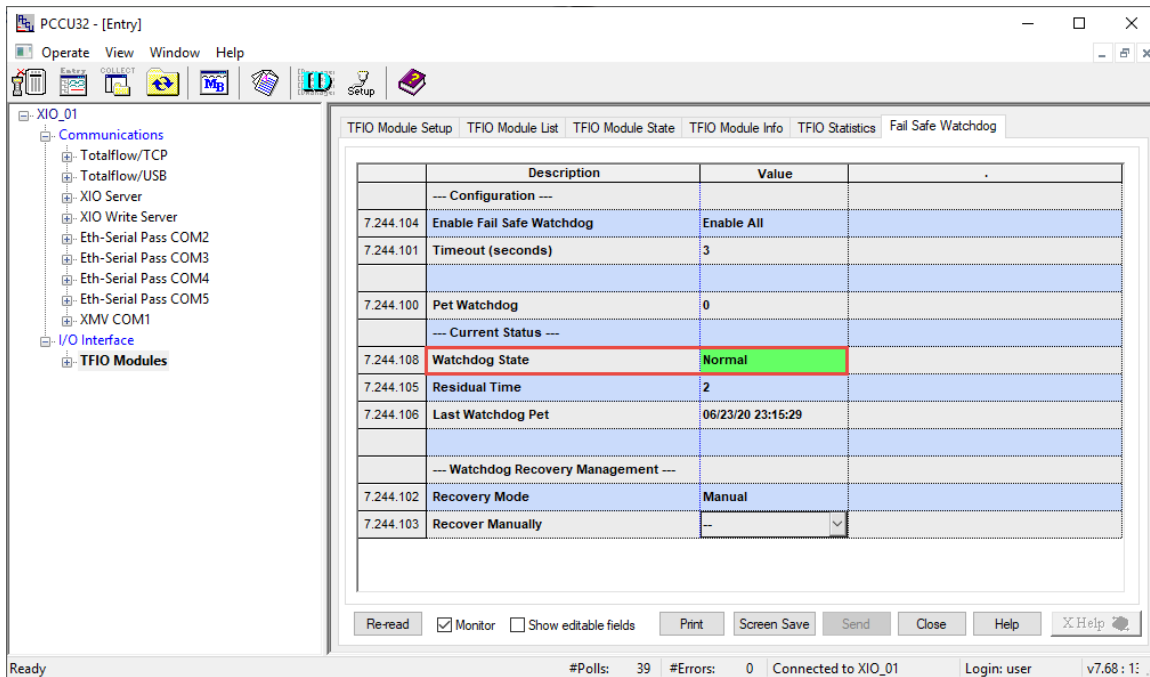 PCCU32 - [Entry]
Operate View Window Help
Entry COLLECT MB ID Setup
XIO_01
Communications
Totalflow/TCP
Totalflow/USB
XIO Server
XIO Write Server
Eth-Serial Pass COM2
Eth-Serial Pass COM3
Eth-Serial Pass COM4
Eth-Serial Pass COM5
XMV COM1
I/O Interface
TFIO Modules
TFIO Module Setup TFIO Module List TFIO Module State TFIO Module Info TFIO Statistics Fail Safe Watchdog
Description Value .
--- Configuration ---
7.244.104 Enable Fail Safe Watchdog Enable All
7.244.101 Timeout (seconds) 3
7.244.100 Pet Watchdog 0
--- Current Status ---
7.244.108 Watchdog State Normal
7.244.105 Residual Time 2
7.244.106 Last Watchdog Pet 06/23/20 23:15:29
--- Watchdog Recovery Management ---
7.244.102 Recovery Mode Manual
7.244.103 Recover Manually --
Re-read Monitor Show editable fields Print Screen Save Send Close Help X Help
Ready #Polls: 39 #Errors: 0 Connected to XIO_01 Login: user v7.68 :